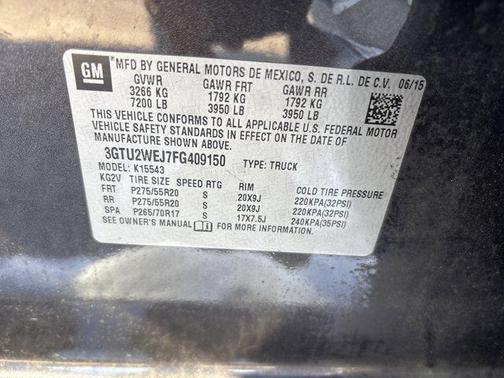 GM
MFD BY GENERAL MOTORS DE MEXICO, S. DE R.L. DE C.V. 06/15
GVWR GAWR FRT GAWR RR
3266 KG 1792 KG 1792 KG
7200 LB 3950 LB 3950 LB
THIS VEHICLE CONFORMS TO ALL APPLICABLE U.S. FEDERAL MOTOR
VEHICLE SAFETY, BUMPER, AND THEFT PREVENTION STANDARDS IN
EFFECT ON THE DATE OF MANUFACTURE SHOWN ABOVE.
3GTU2WEJ7FG409150 TYPE: TRUCK
MODEL: K15543
KG2V TIRE SIZE SPEED RTG RIM COLD TIRE PRESSURE
FRT P275/55R20 S 20X9J 220KPA(32PSI)
RR P275/55R20 S 20X9J 220KPA(32PSI)
SPA P265/70R17 S 17X7.5J 240KPA(35PSI)
SEE OWNER'S MANUAL FOR MORE INFORMATION.